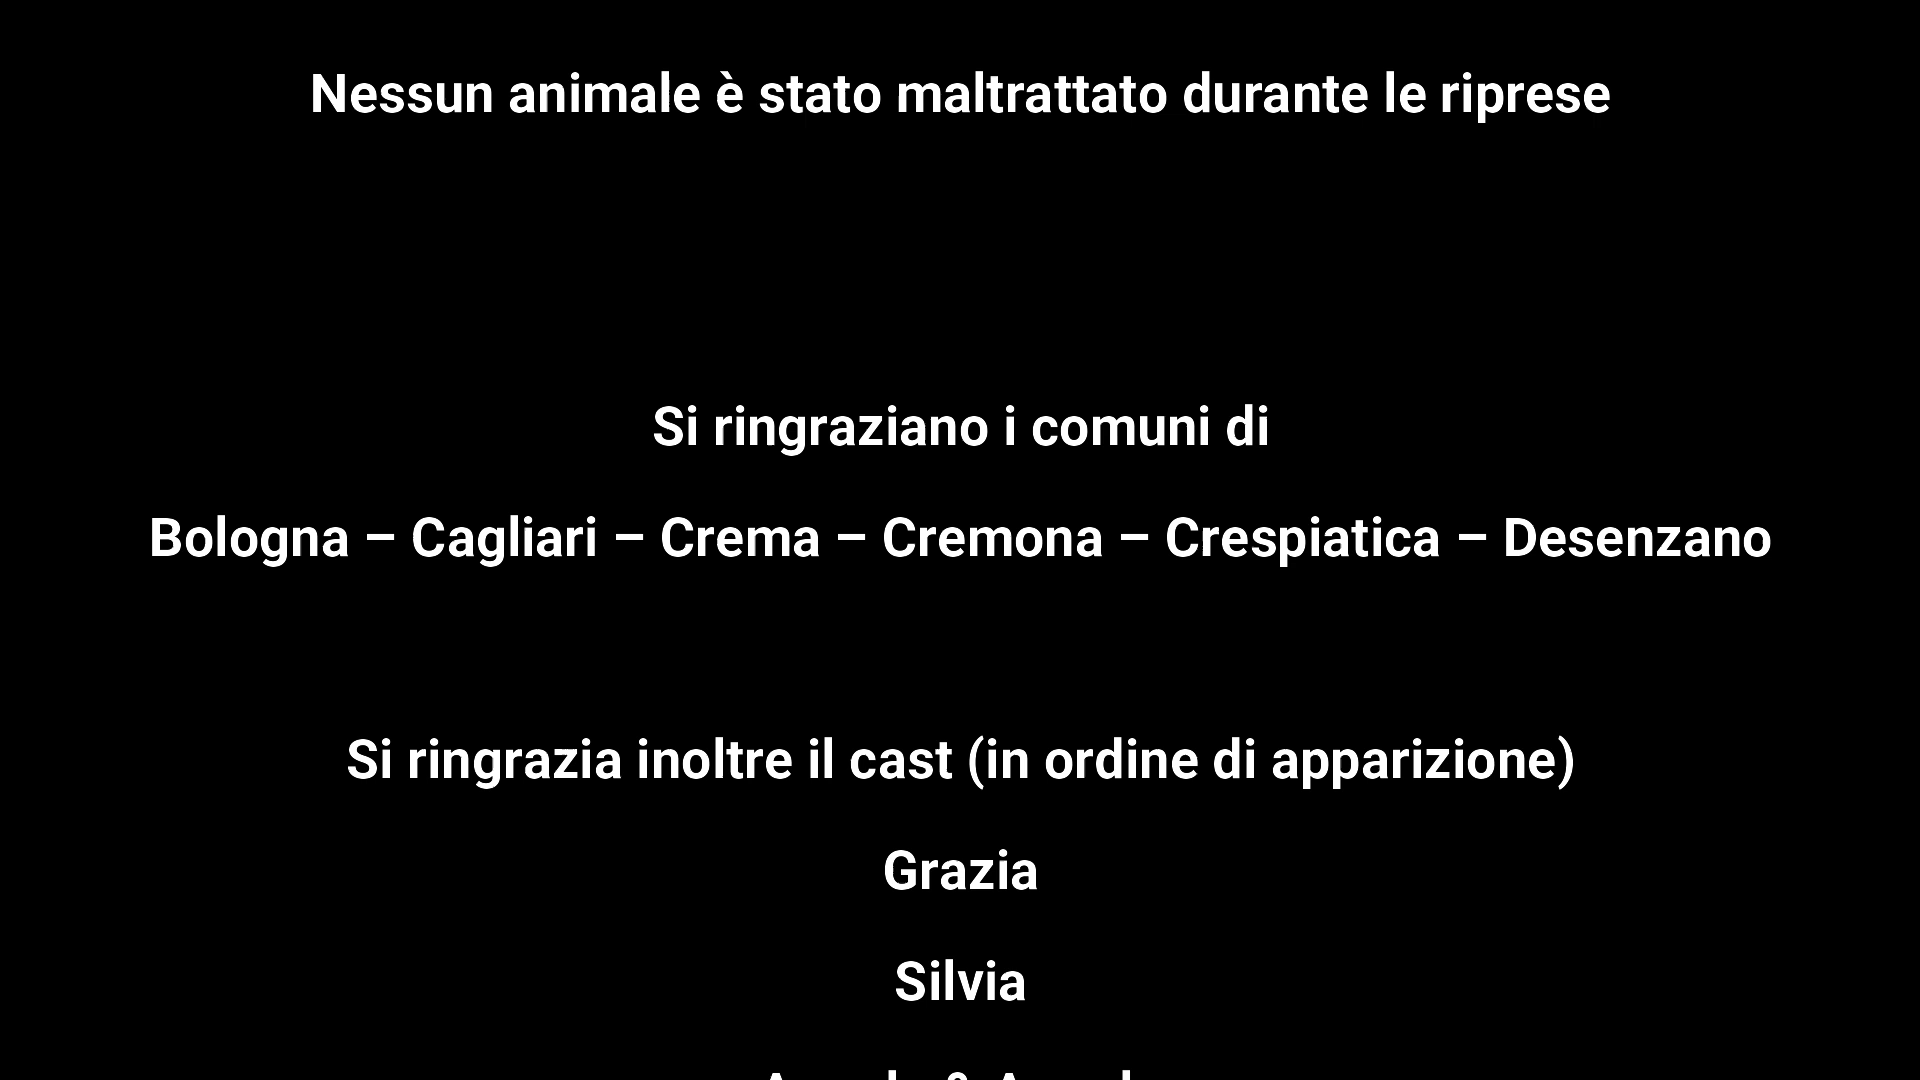 Nessun animale è stato maltrattato durante le riprese
Si ringraziano i comuni di
Bologna – Cagliari – Crema – Cremona – Crespiatica – Desenzano
Si ringrazia inoltre il cast (in ordine di apparizione)
Grazia
Silvia